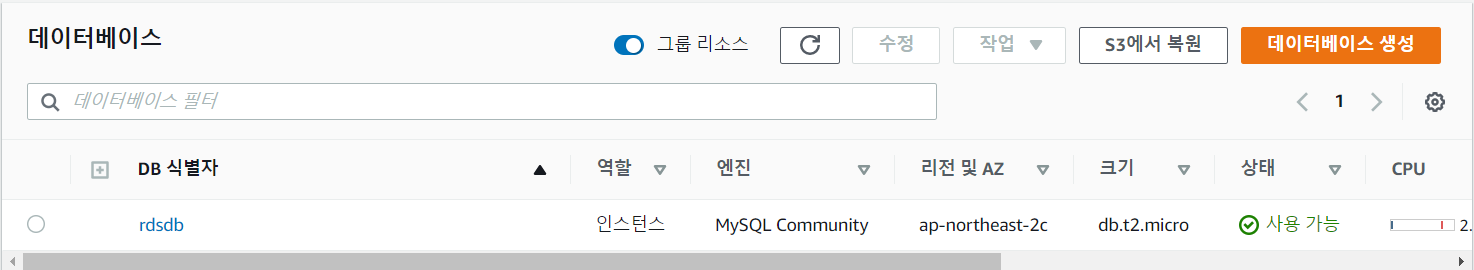 데이터베이스
그룹 리소스 수정 작업 S3에서 복원 데이터베이스 생성
데이터베이스 필터
1
DB 식별자 역할 엔진 리전 및 AZ 크기 상태 CPU
rdsdb 인스턴스 MySQL Community ap-northeast-2c db.t2.micro 사용 가능 2.